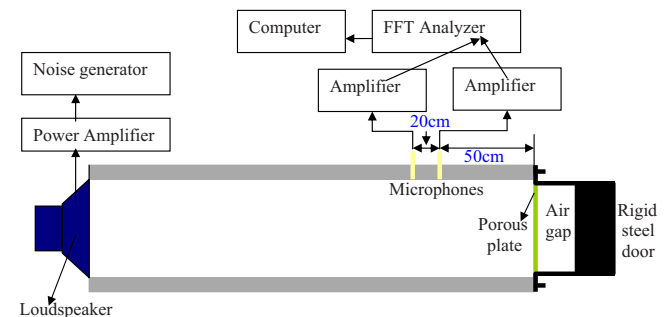 Computer
FFT Analyzer
Noise generator
Amplifier
Amplifier
Power Amplifier
20cm
50cm
Microphones
Porous
plate
Air
gap
Rigid
steel
door
Loudspeaker